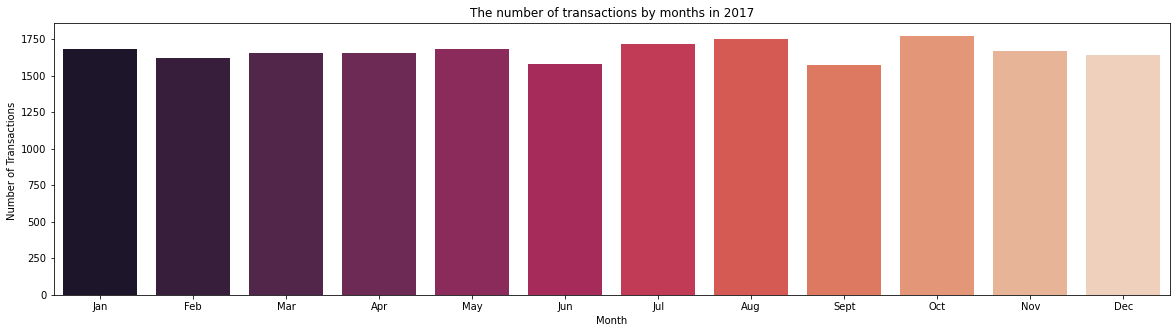 The number of transactions by months in 2017
Number of Transactions
1750
1500
1250
1000
750
500
250
0
Jan Feb Mar Apr May Jun Jul Aug Sept Oct Nov Dec
Month